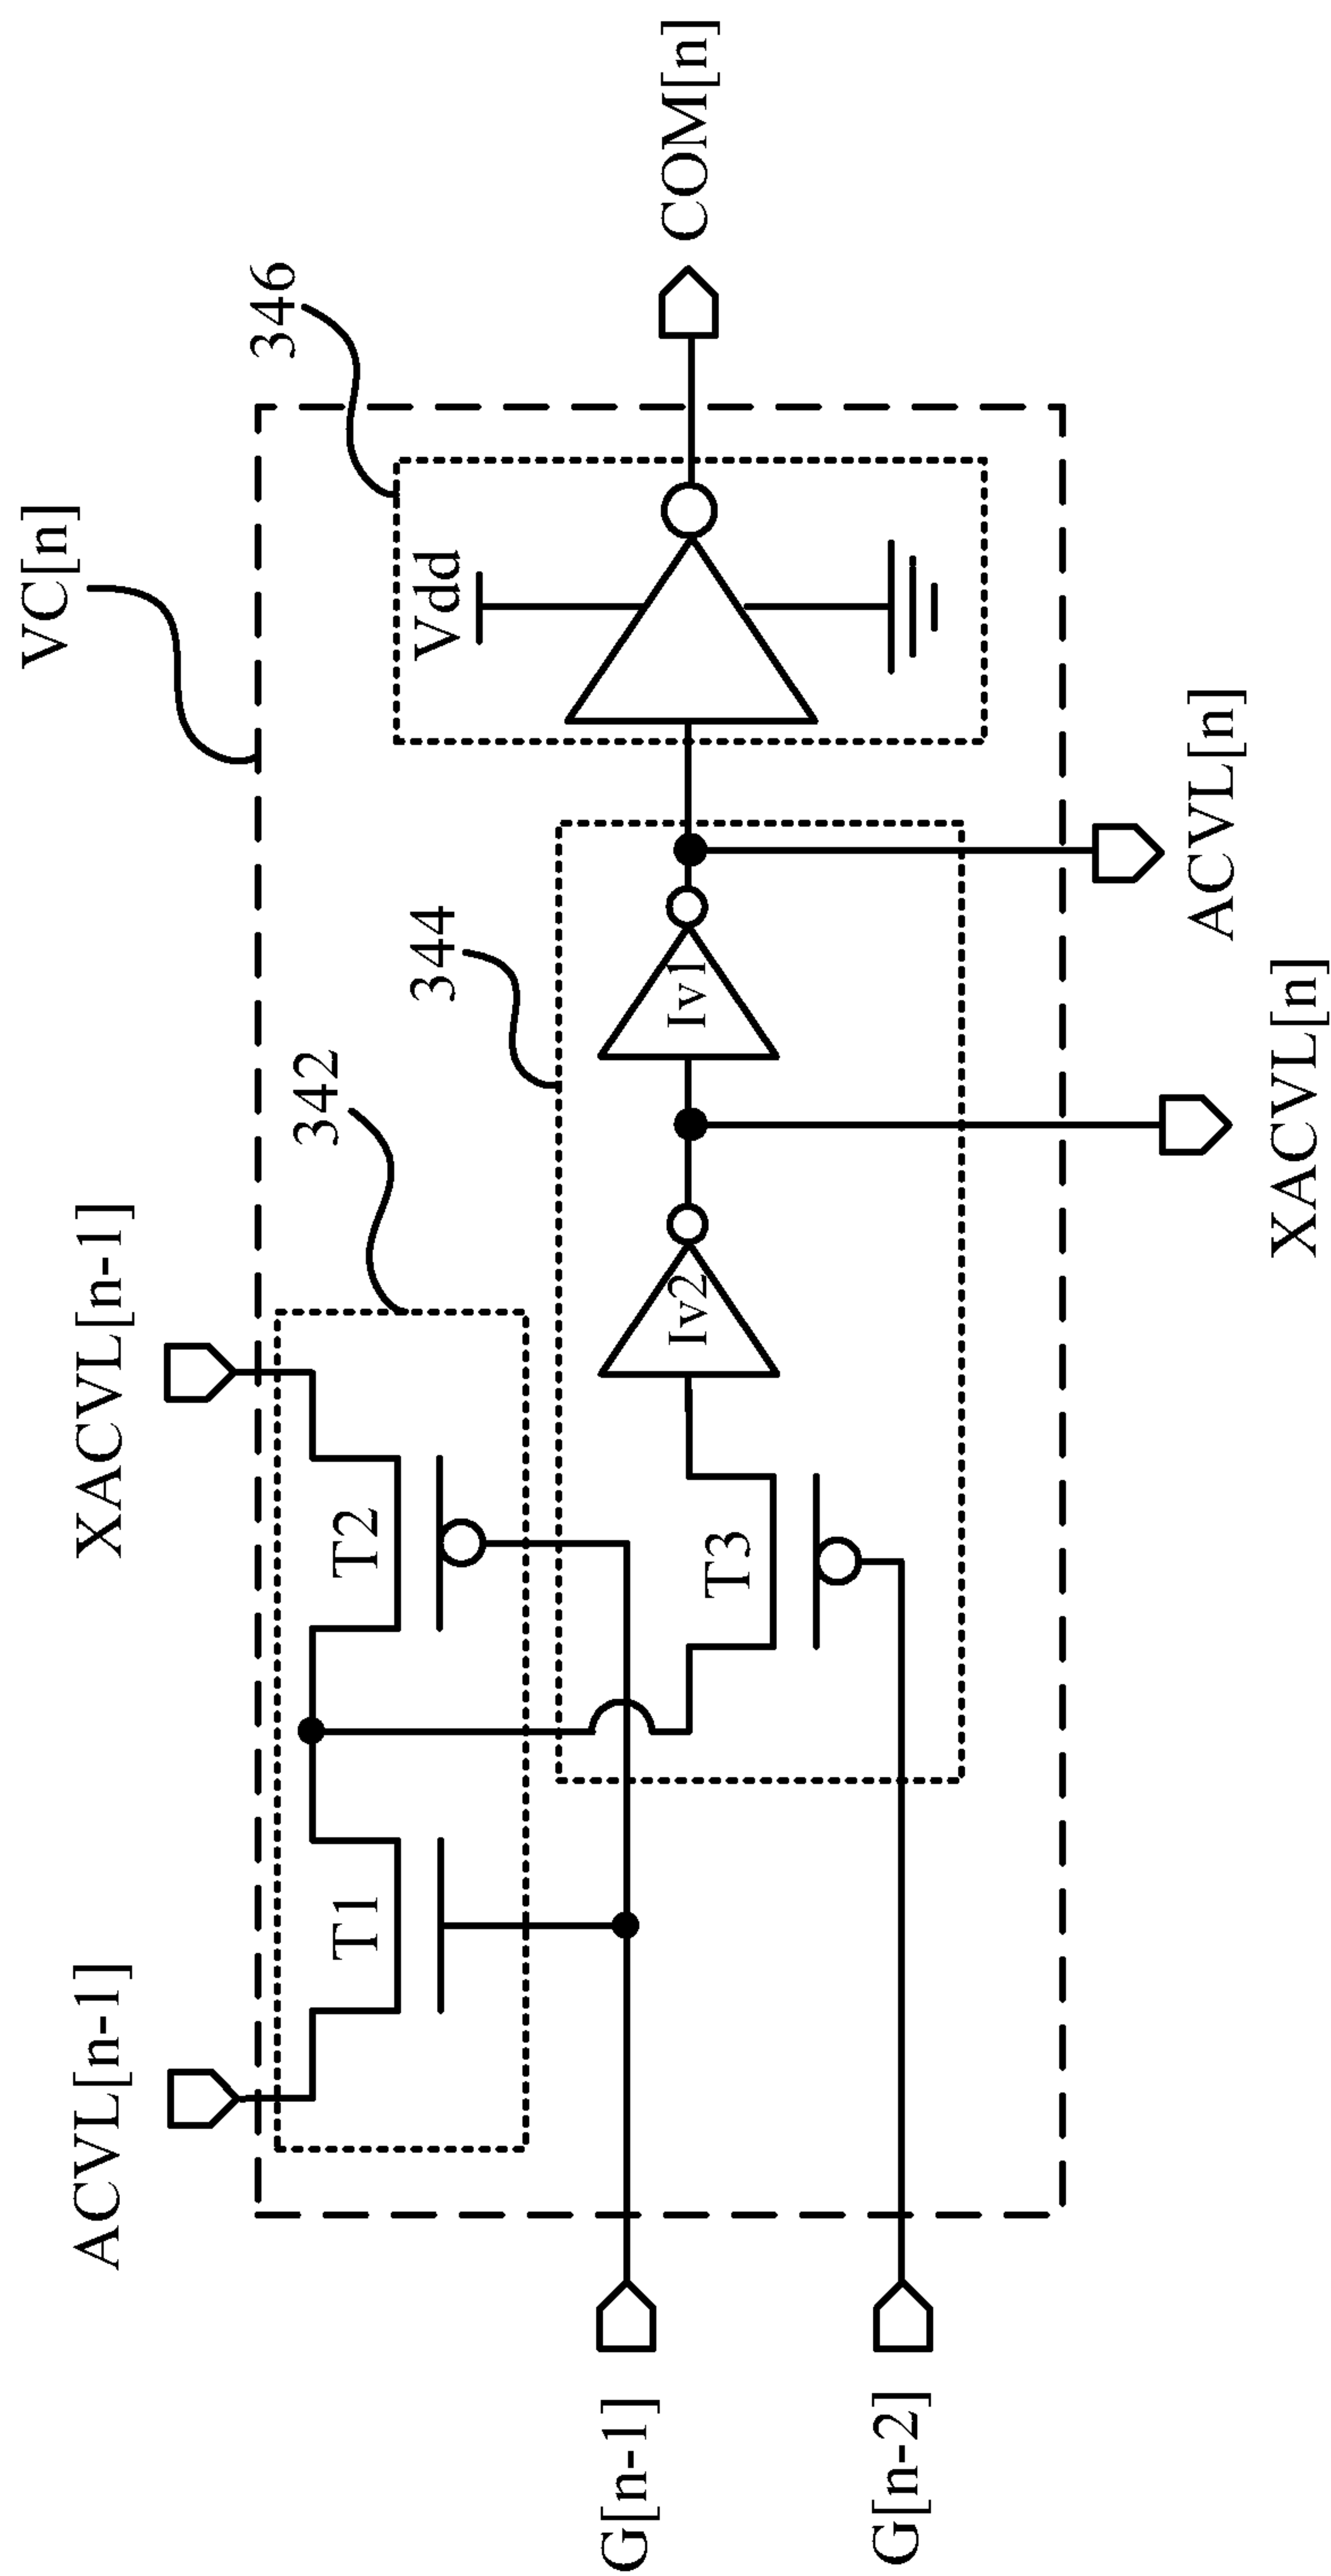 VC[n]
ACVL[n-1]
XACVL[n-1]
342
344
346
T1
T2
Vdd
T3
Iv2
Iv1
COM[n]
G[n-1]
G[n-2]
XACVL[n]
ACVL[n]